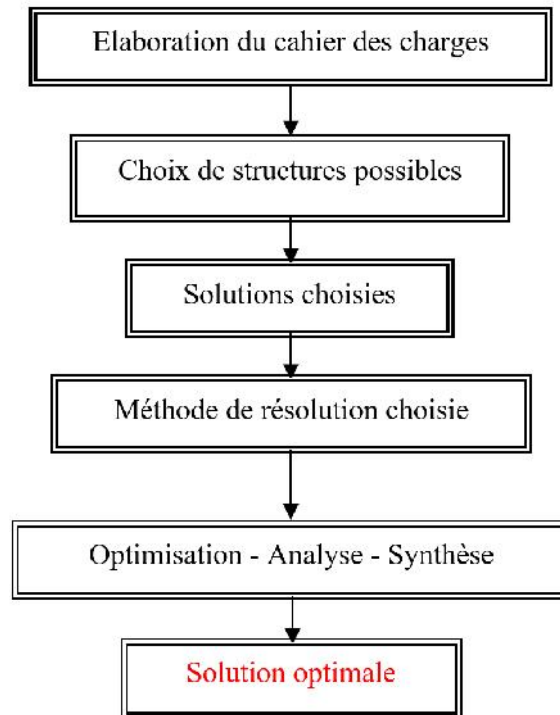 Elaboration du cahier des charges
Choix de structures possibles
Solutions choisies
Méthode de résolution choisie
Optimisation - Analyse - Synthèse
Solution optimale